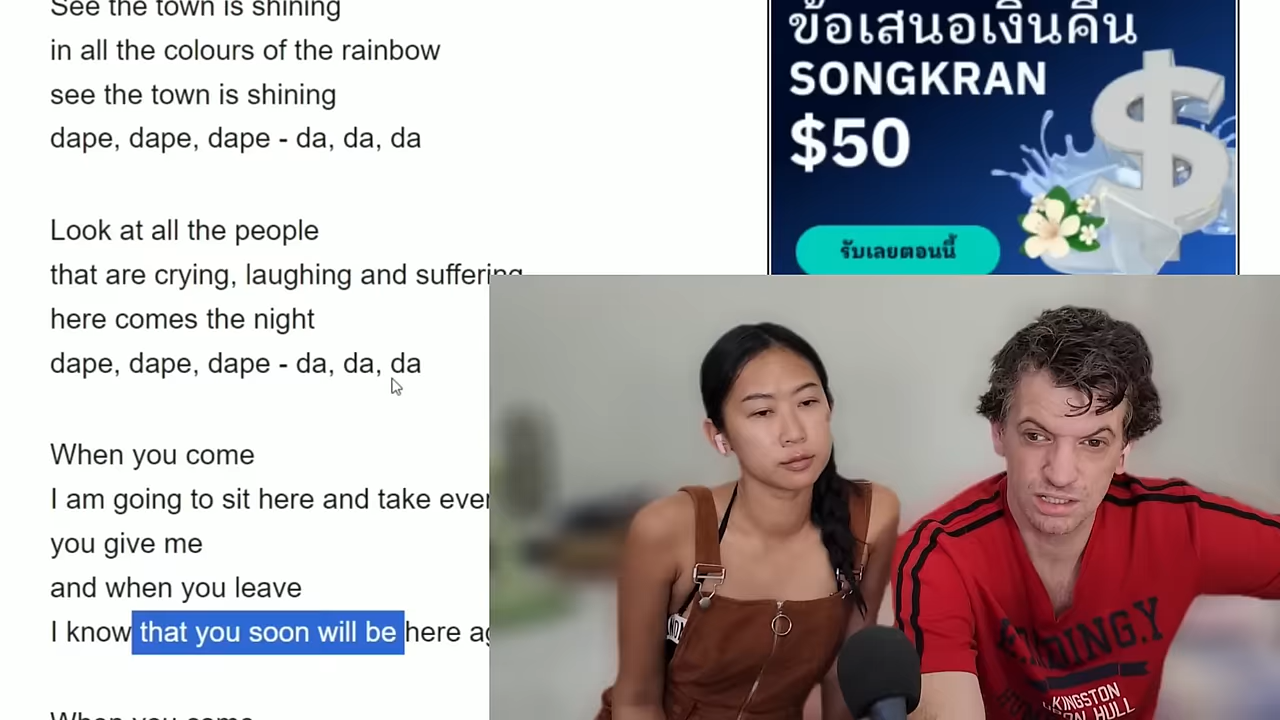 See the town is shining
in all the colours of the rainbow
see the town is shining
dape, dape, dape - da, da, da
Look at all the people
that are crying, laughing and suffering
here comes the night
dape, dape, dape - da, da, da
When you come
I am going to sit here and take
you give me
and when you leave
I know that you soon will be here
When you come
ข้อเสนอเงินคืน
SONGKRAN
$50
รับเลยตอนนี้
KINGSTON
HULL